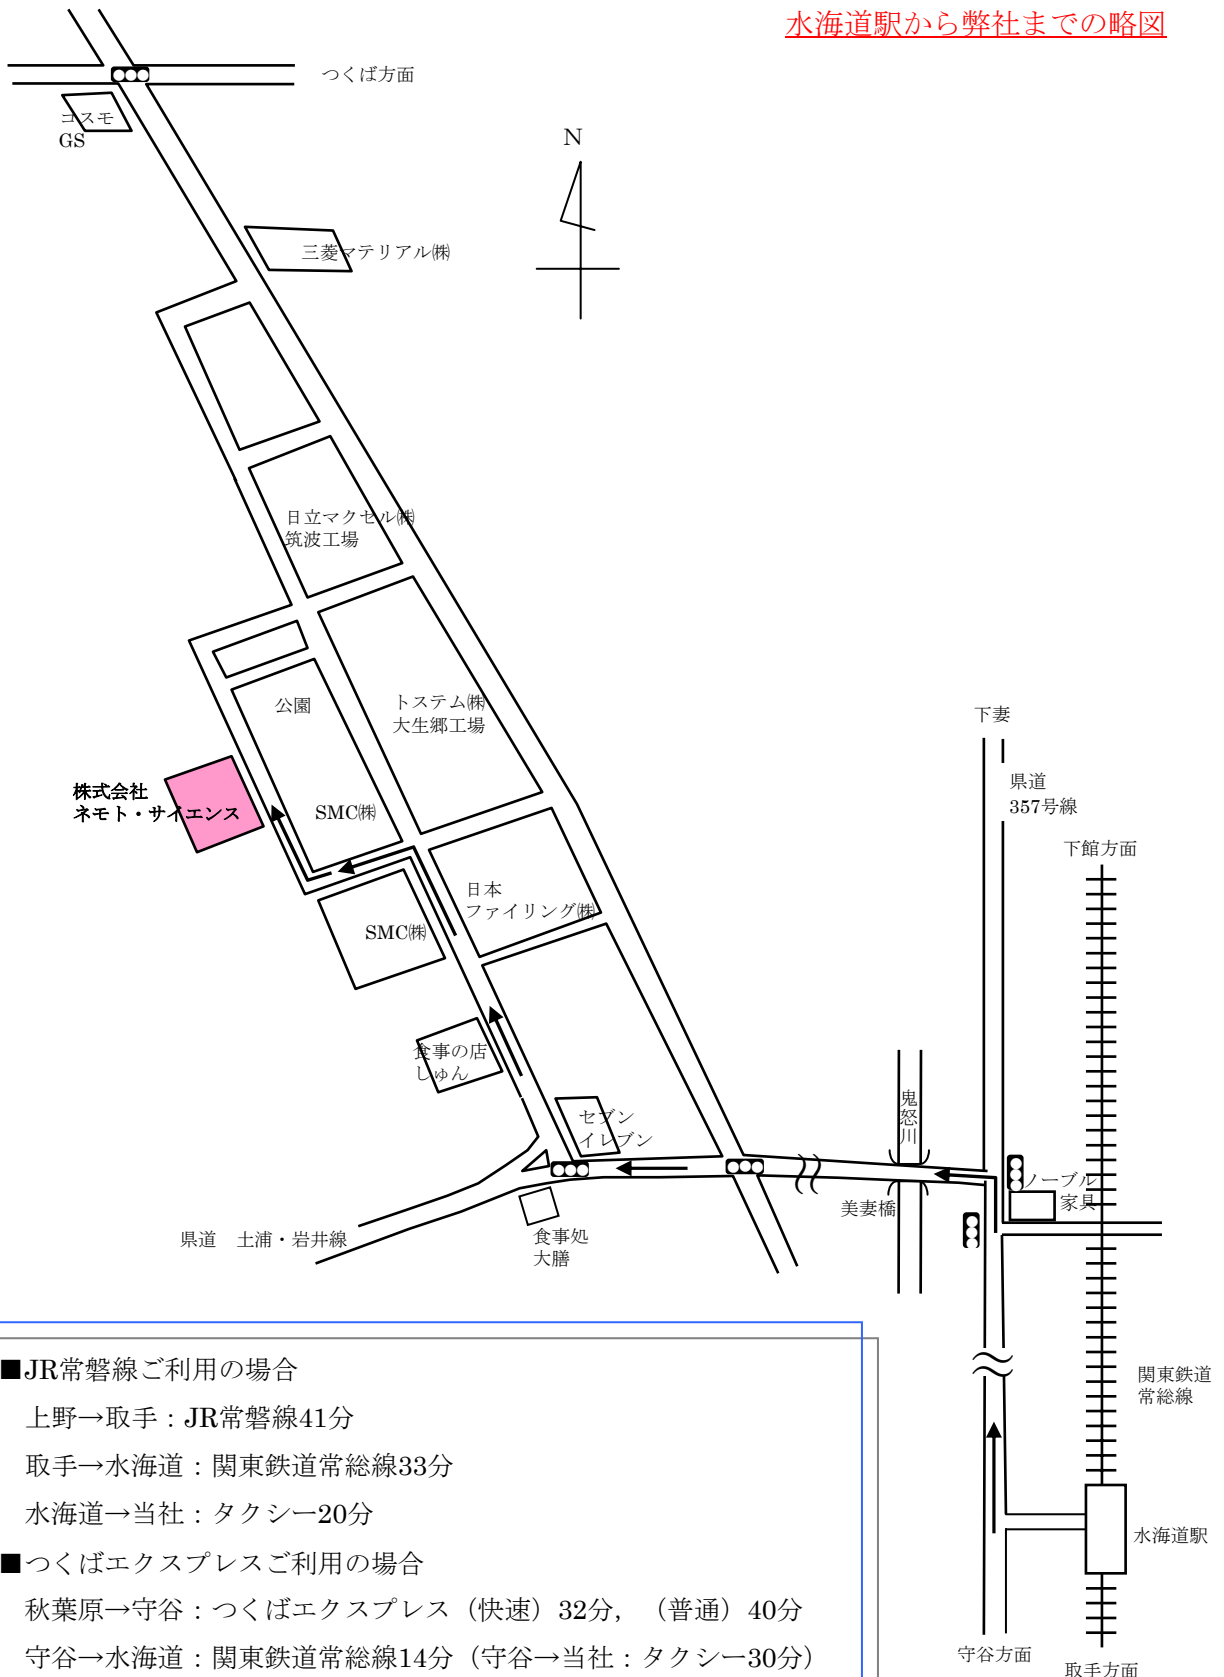 水海道駅から弊社までの略図
つくば方面
コスモ
GS
N
三菱マテリアル㈱
日立マクセル㈱
筑波工場
公園
トステム㈱
大生郷工場
下妻
県道
357号線
株式会社
ネモト・サイエンス
SMC㈱
下館方面
日本
ファイリング㈱
SMC㈱
食事の店
しゅん
セブン
イレブン
鬼怒川
ノーブル
家具
美妻橋
県道　土浦・岩井線
食事処
大膳
関東鉄道
常総線
水海道駅
守谷方面
取手方面
■JR常磐線ご利用の場合
上野→取手：JR常磐線41分
取手→水海道：関東鉄道常総線33分
水海道→当社：タクシー20分
■つくばエクスプレスご利用の場合
秋葉原→守谷：つくばエクスプレス（快速）32分，（普通）40分
守谷→水海道：関東鉄道常総線14分（守谷→当社：タクシー30分）